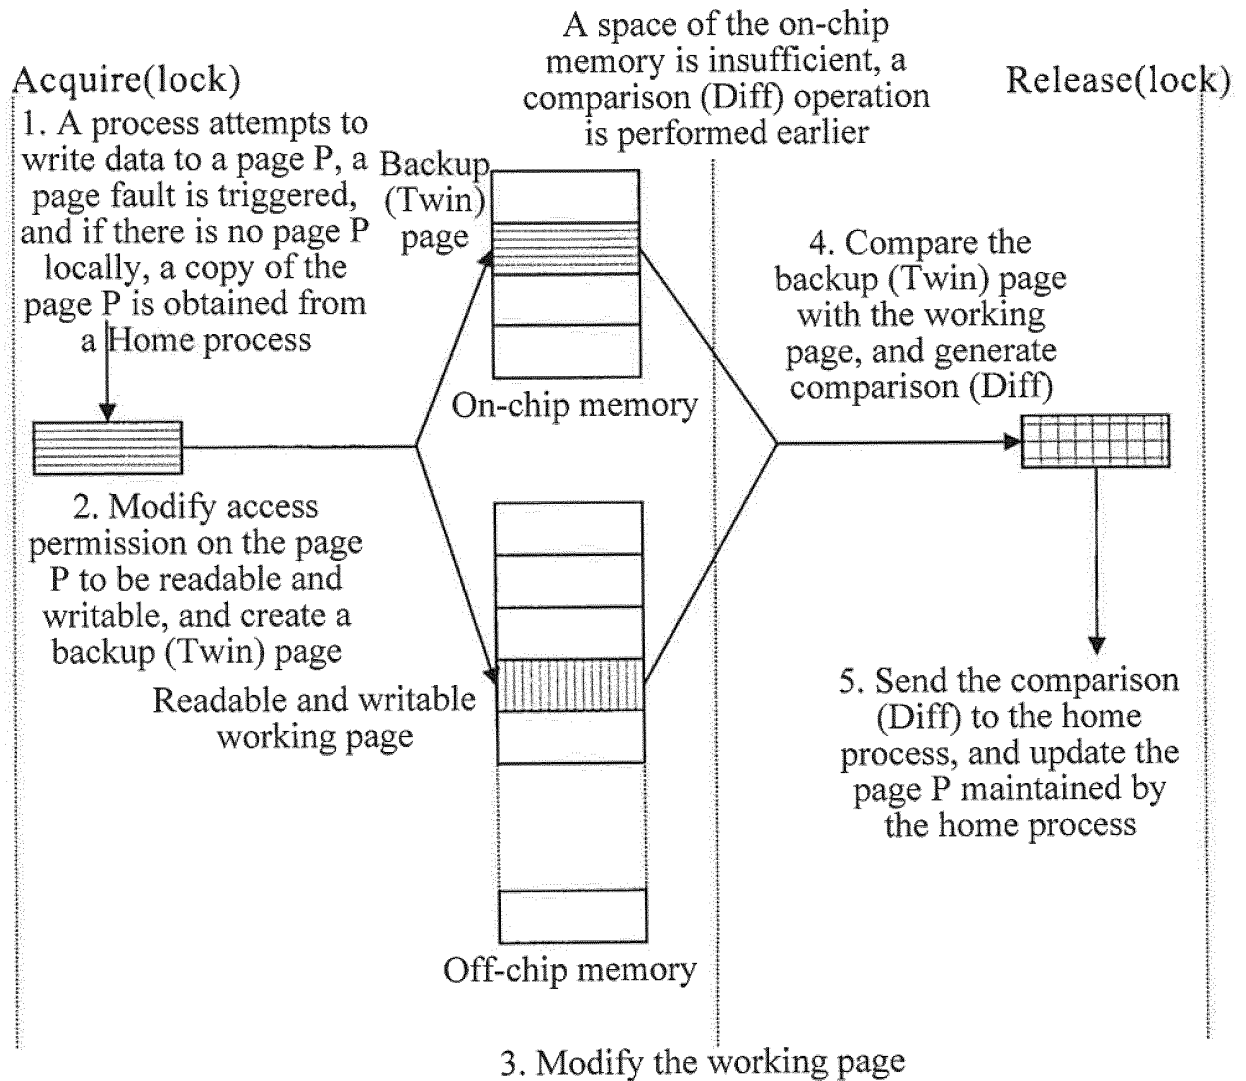 Acquire(lock)
1. A process attempts to
write data to a page P, a
page fault is triggered,
and if there is no page P
locally, a copy of the
page P is obtained from
a Home process
2. Modify access
permission on the page
P to be readable and
writable, and create a
backup (Twin) page
Backup
(Twin)
page
On-chip memory
Readable and writable
working page
Off-chip memory
A space of the on-chip
memory is insufficient, a
comparison (Diff) operation
is performed earlier
3. Modify the working page
Release(lock)
4. Compare the
backup (Twin) page
with the working
page, and generate
comparison (Diff)
5. Send the comparison
(Diff) to the home
process, and update the
page P maintained by
the home process